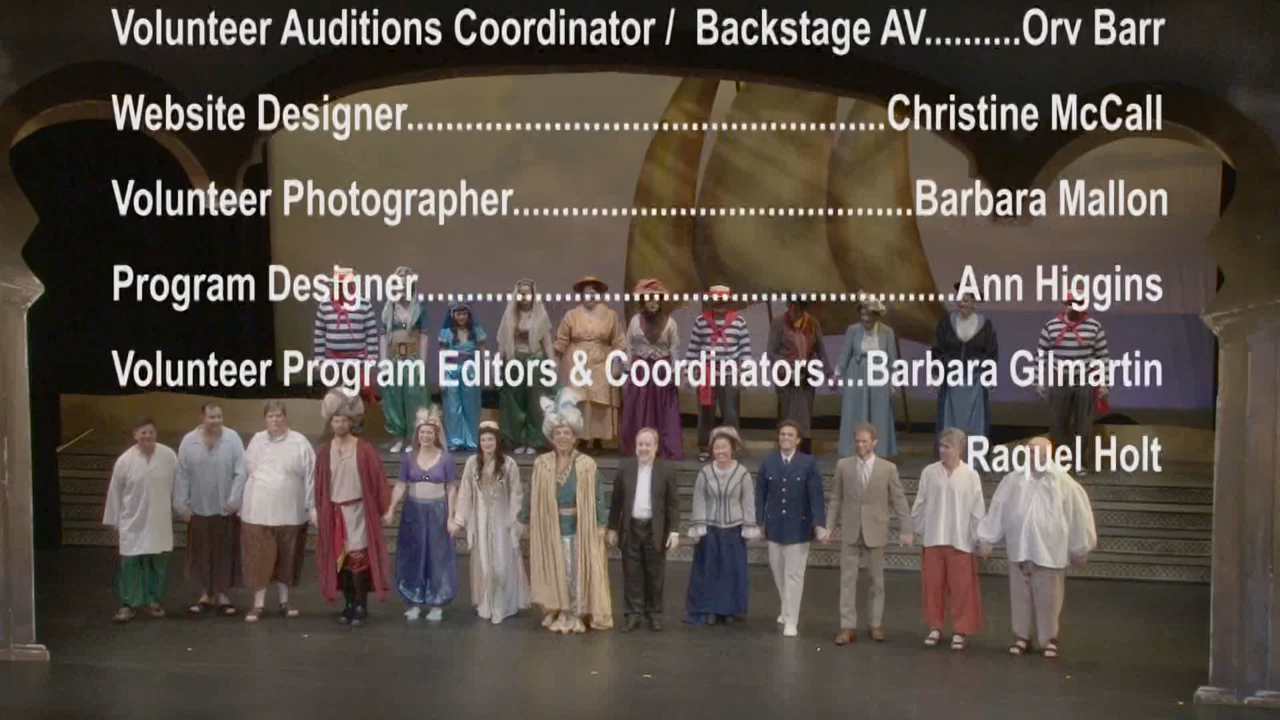 Volunteer Auditions Coordinator /  Backstage AV..........Orv Barr
Website Designer................................................Christine McCall
Volunteer Photographer........................................Barbara Mallon
Program Designer......................................................Ann Higgins
Volunteer Program Editors & Coordinators....Barbara Gilmartin
Raquel Holt